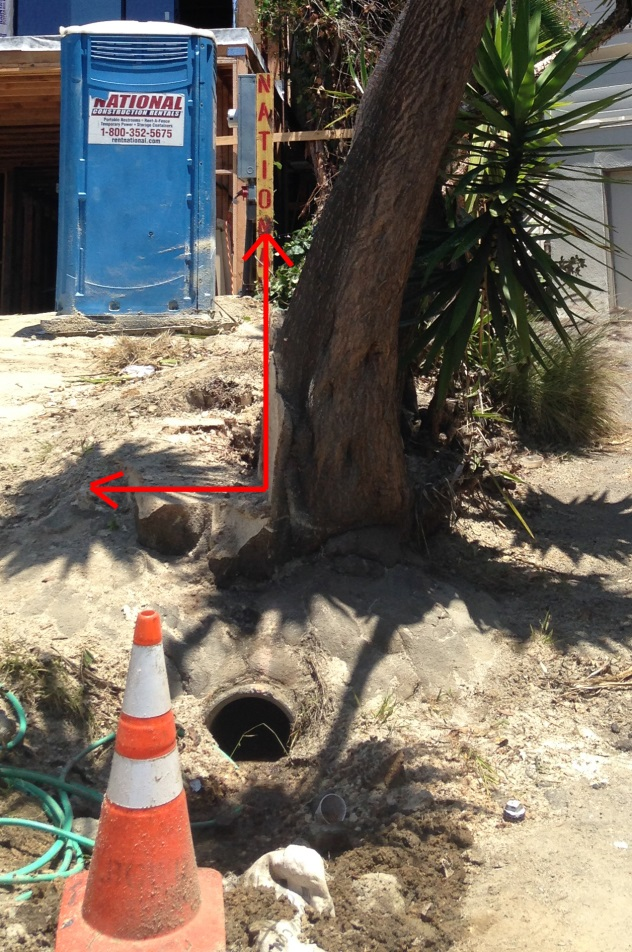 NATIONAL
CONSTRUCTION RENTALS
Portable Restrooms • Rent-A-Fence
Temporary Power • Storage Containers
1-800-352-5675
rentnational.com
NATION